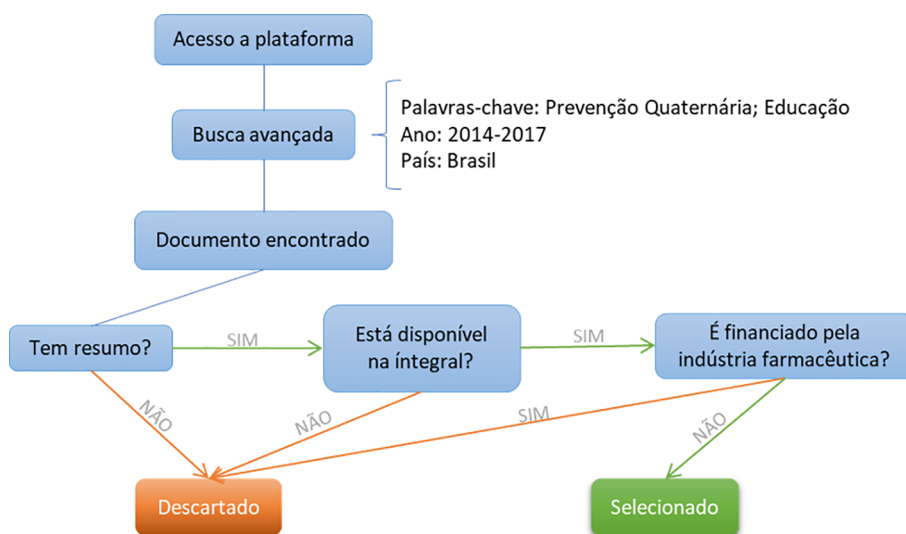 Acesso a plataforma
Busca avançada
Palavras-chave: Prevenção Quaternária; Educação
Ano: 2014-2017
País: Brasil
Documento encontrado
Tem resumo?
SIM
Está disponível
na íntegral?
SIM
É financiado pela
indústria farmacêutica?
NÃO
NÃO
SIM
NÃO
Descartado
Selecionado